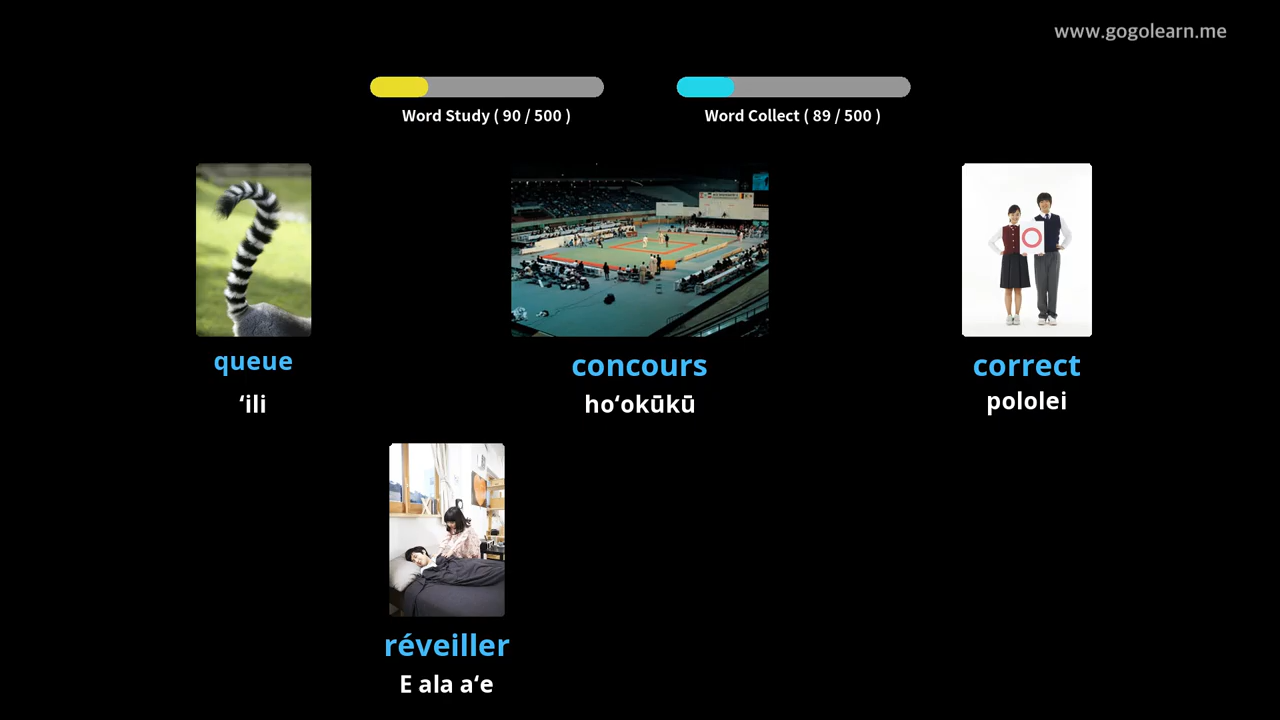 www.gogolearn.me
Word Study ( 90 / 500 )
Word Collect ( 89 / 500 )
queue
ʻili
concours
hoʻokūkū
correct
pololei
réveiller
E ala aʻe